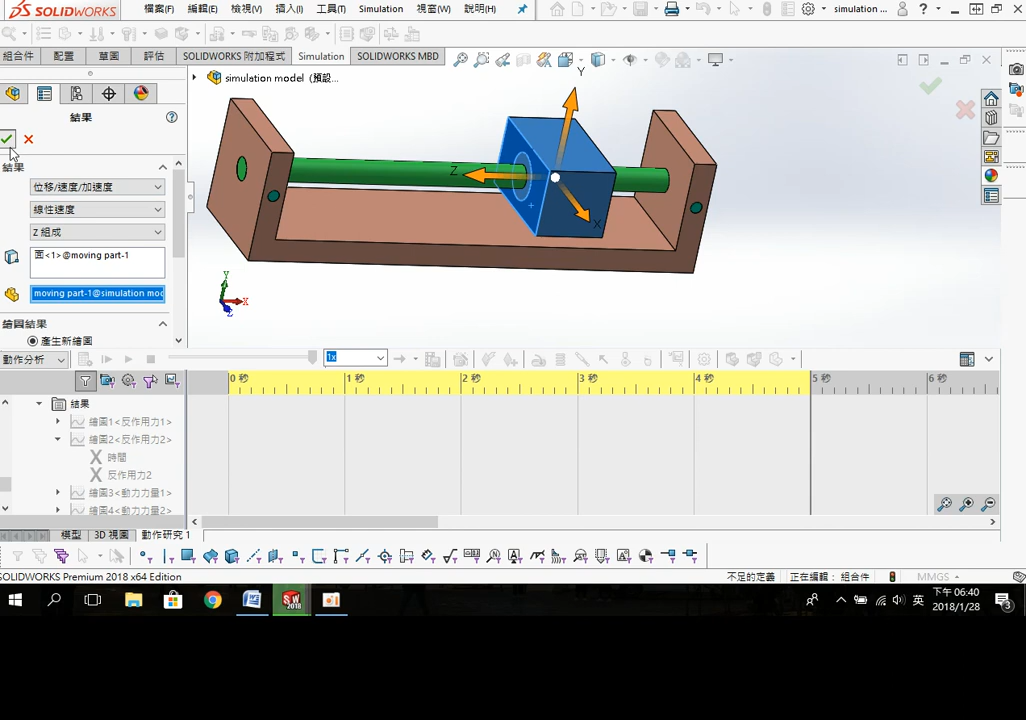 SOLIDWORKS 檔案(F) 編輯(E) 檢視(V) 插入(I) 工具(T) Simulation 視窗(W) 說明(H) simulation ...
組合件 配置 草圖 評估 SOLIDWORKS 附加程式 Simulation SOLIDWORKS MBD
simulation model (預設...
結果
結果
位移/速度/加速度
線性速度
Z 組成
面<1>@moving part-1
moving part-1@simulation mod
繪圖結果
產生新繪圖
Y
Z
X
Y
X
Z
動作分析 1x
0 秒 1 秒 2 秒 3 秒 4 秒 5 秒 6 秒
結果
繪圖1<反作用力1>
繪圖2<反作用力2>
時間
反作用力2
繪圖3<動力力量1>
繪圖4<動力力量2>
模型 3D 視圖 動作研究 1
SOLIDWORKS Premium 2018 x64 Edition 不足的定義 正在編輯: 組合件 MMGS
SW 2018 英 下午 06:40
2018/1/28 3